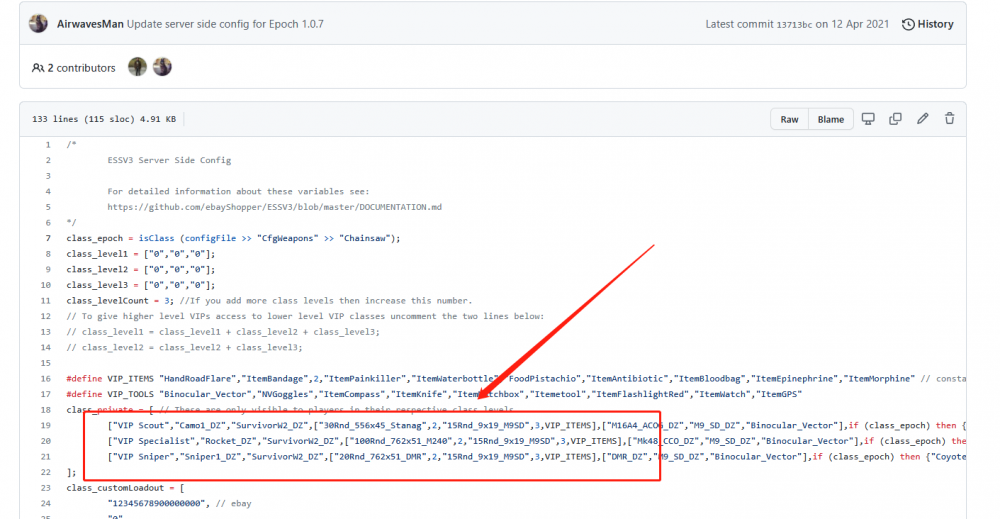 AirwavesMan Update server side config for Epoch 1.0.7
Latest commit 13713bc on 12 Apr 2021
History
2 contributors
133 lines (115 sloc) 4.91 KB
Raw
Blame
1 /*
2 ESSV3 Server Side Config
3
4 For detailed information about these variables see:
5 https://github.com/ebayShopper/ESSV3/blob/master/DOCUMENTATION.md
6 */
7 class_epoch = isClass (configFile >> "CfgWeapons" >> "Chainsaw");
8 class_level1 = ["0","0","0"];
9 class_level2 = ["0","0","0"];
10 class_level3 = ["0","0","0"];
11 class_levelCount = 3; //If you add more class levels then increase this number.
12 // To give higher level VIPs access to lower level VIP classes uncomment the two lines below:
13 // class_level1 = class_level1 + class_level2 + class_level3;
14 // class_level2 = class_level2 + class_level3;
15
16 #define VIP_ITEMS "HandRoadFlare","ItemBandage",2,"ItemPainkiller","ItemWaterbottle","FoodPistachio","ItemAntibiotic","ItemBloodbag","ItemEpinephrine","ItemMorphine" // consta
17 #define VIP_TOOLS "Binocular_Vector","NVGoggles","ItemCompass","ItemKnife","ItemMatchbox","Itemetool","ItemFlashlightRed","ItemWatch","ItemGPS"
18 class_private = [ // These are only visible to players in their respective class levels
19 ["VIP Scout","Camo1_DZ","SurvivorW2_DZ",["30Rnd_556x45_Stanag",2,"15Rnd_9x19_M9SD",3,VIP_ITEMS],["M16A4_ACOG_DZ","M9_SD_DZ","Binocular_Vector"],if (class_epoch) then {
20 ["VIP Specialist","Rocket_DZ","SurvivorW2_DZ",["100Rnd_762x51_M240",2,"15Rnd_9x19_M9SD",3,VIP_ITEMS],["Mk48_CCO_DZ","M9_SD_DZ","Binocular_Vector"],if (class_epoch) the
21 ["VIP Sniper","Sniper1_DZ","SurvivorW2_DZ",["20Rnd_762x51_DMR",2,"15Rnd_9x19_M9SD",3,VIP_ITEMS],["DMR_DZ","M9_SD_DZ","Binocular_Vector"],if (class_epoch) then {"Coyote
22 ];
23 class_customLoadout = [
24 "12345678900000000", // ebay
"0"